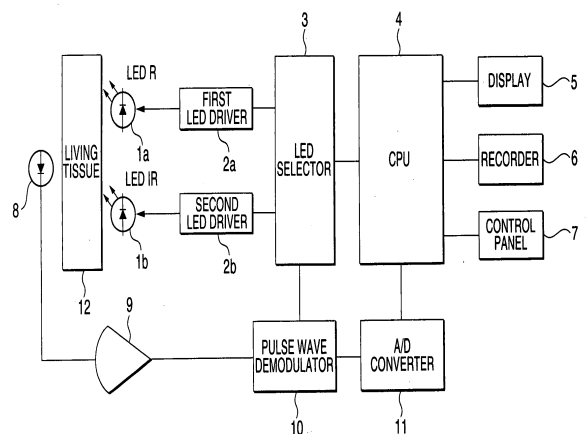 3
4
LED R
DISPLAY
5
FIRST
LED DRIVER
1a
2a
LIVING
TISSUE
LED
SELECTOR
CPU
RECORDER
6
8
LED IR
SECOND
LED DRIVER
CONTROL
PANEL
7
1b
2b
12
9
PULSE WAVE
DEMODULATOR
A/D
CONVERTER
10
11